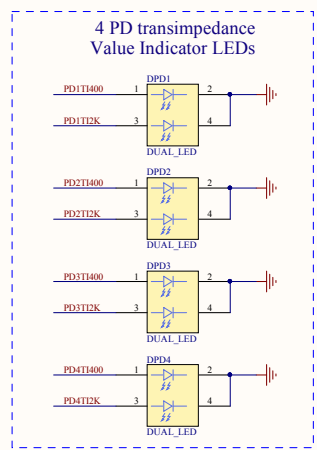 4 PD transimpedance
Value Indicator LEDs
DPD1
PD1TI400 1 2
PD1TI2K 3 4
DUAL_LED
DPD2
PD2TI400 1 2
PD2TI2K 3 4
DUAL_LED
DPD3
PD3TI400 1 2
PD3TI2K 3 4
DUAL_LED
DPD4
PD4TI400 1 2
PD4TI2K 3 4
DUAL_LED